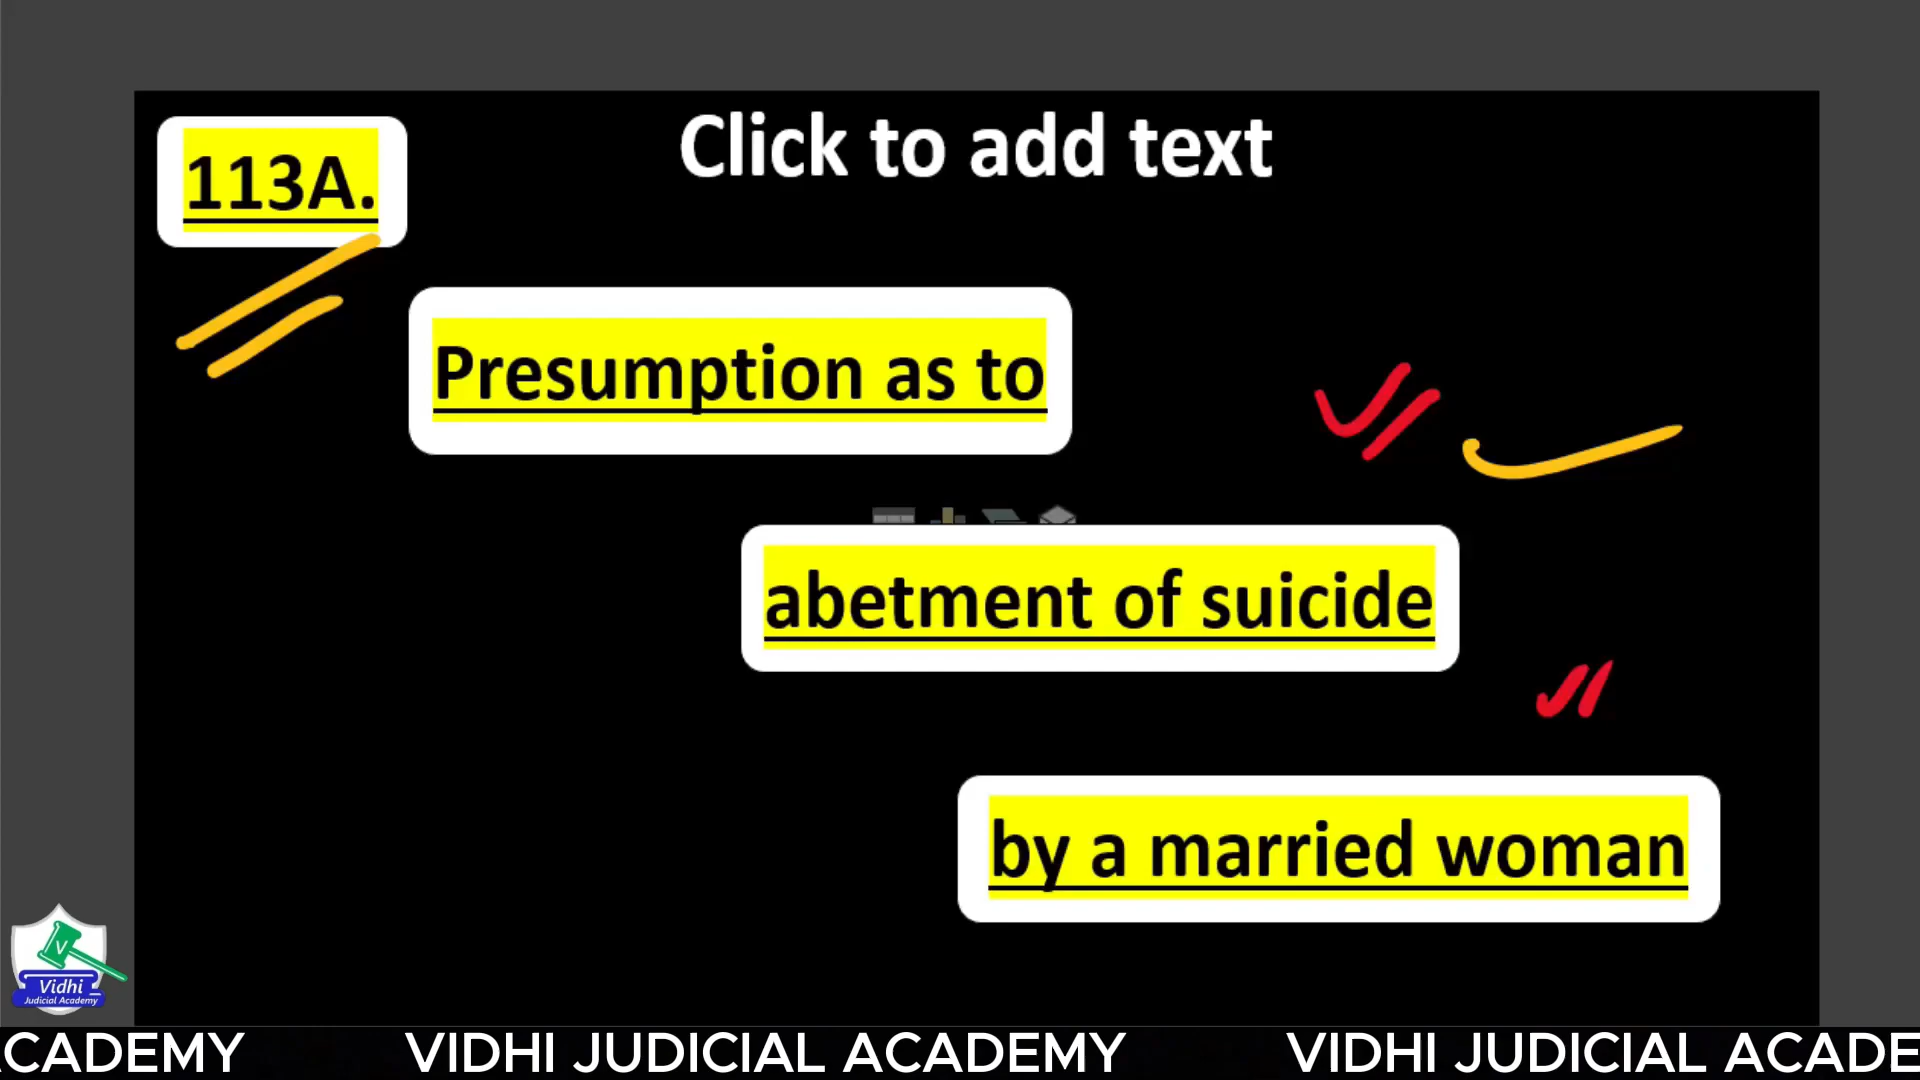 113A.
Click to add text
Presumption as to
abetment of suicide
by a married woman
V
Vidhi
Judicial Academy
CADEMY VIDHI JUDICIAL ACADEMY VIDHI JUDICIAL ACADE